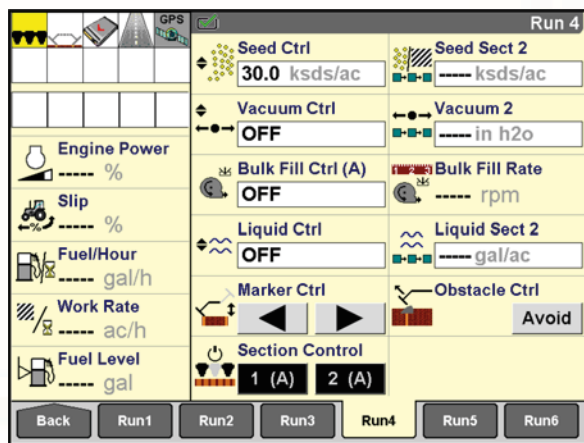 GPS
Run 4
Seed Ctrl
30.0 ksds/ac
Seed Sect 2
----- ksds/ac
Vacuum Ctrl
OFF
Vacuum 2
----- in h2o
Bulk Fill Ctrl (A)
OFF
Bulk Fill Rate
----- rpm
Liquid Ctrl
OFF
Liquid Sect 2
----- gal/ac
Marker Ctrl
Obstacle Ctrl
Avoid
Section Control
1 (A) 2 (A)
Engine Power
----- %
Slip
----- %
Fuel/Hour
----- gal/h
Work Rate
----- ac/h
Fuel Level
----- gal
Back Run1 Run2 Run3 Run4 Run5 Run6